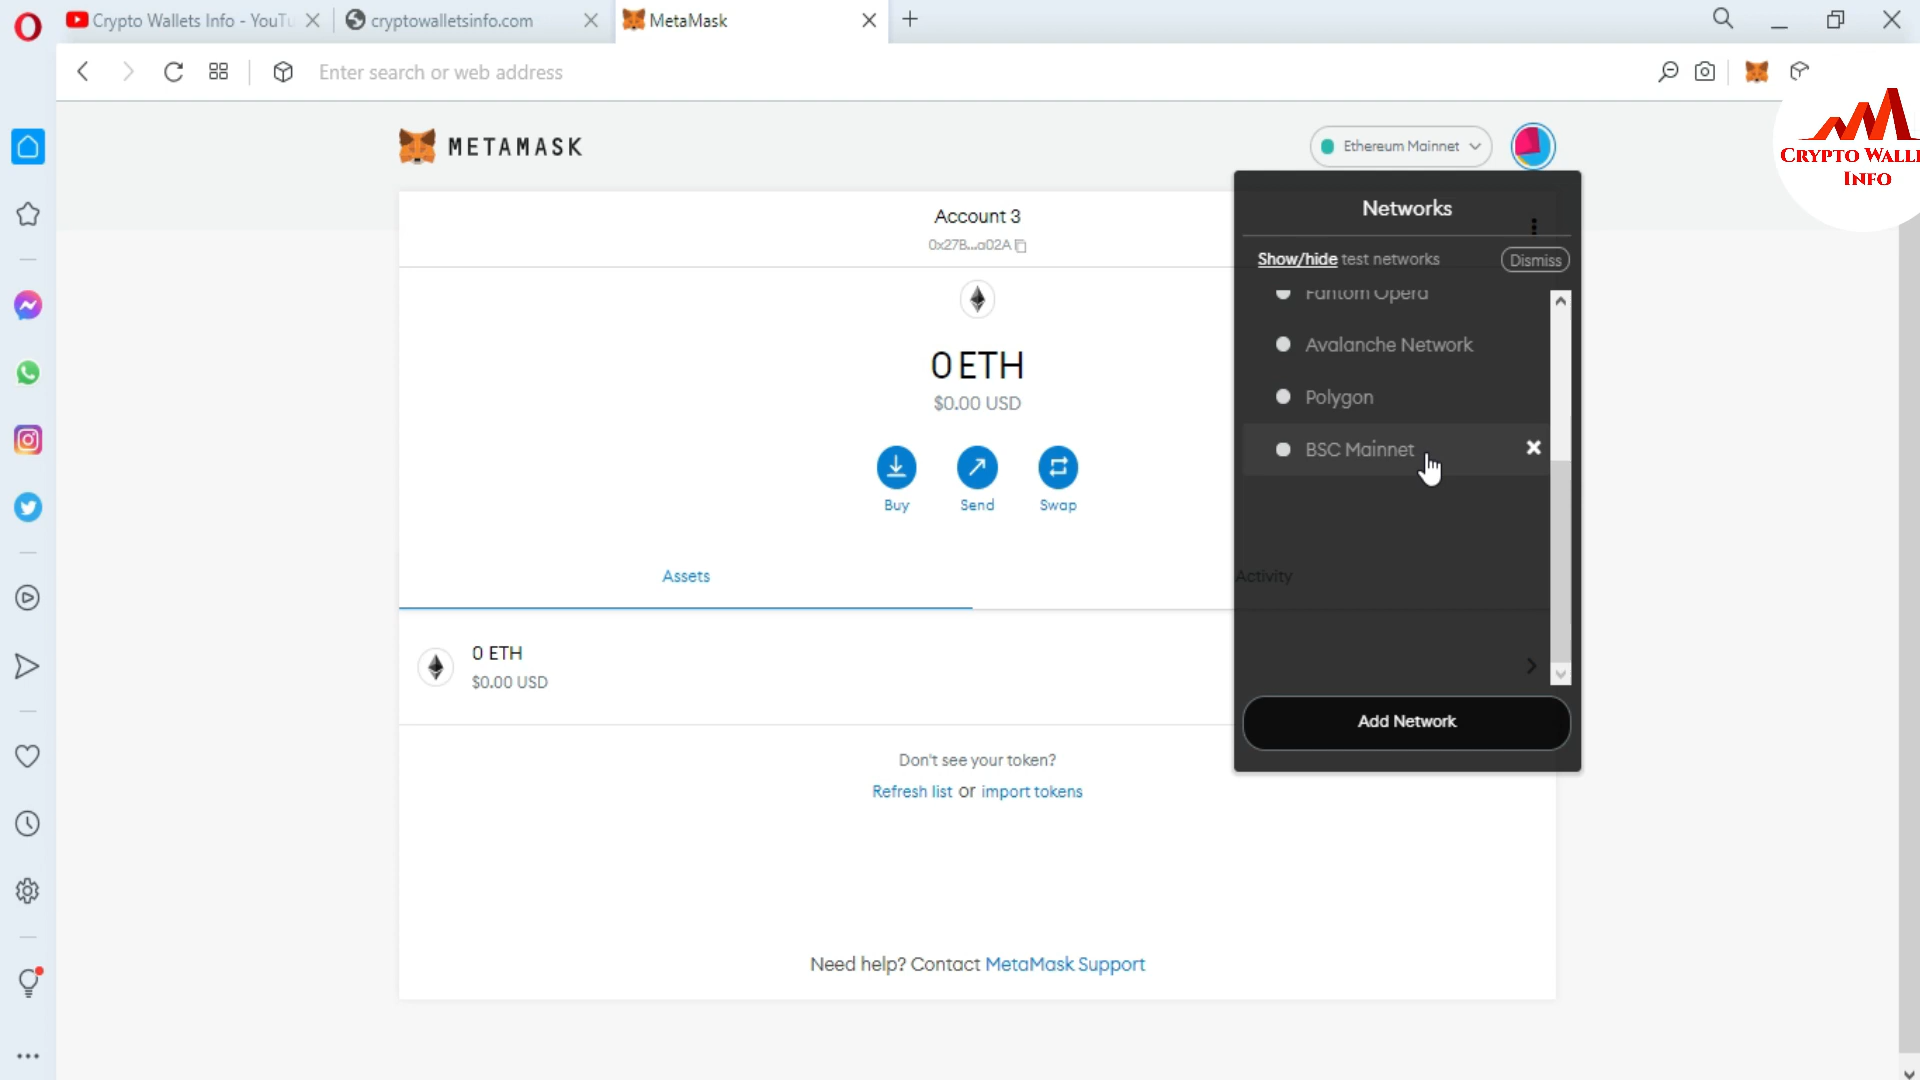 Crypto Wallets Info - YouTu
cryptowalletsinfo.com
MetaMask
Enter search or web address
CRYPTO WALLE
INFO
METAMASK
Ethereum Mainnet
Account 3
0x27B...a02A
0 ETH
$0.00 USD
Buy
Send
Swap
Assets
Activity
0 ETH
$0.00 USD
Don't see your token?
Refresh list or import tokens
Need help? Contact MetaMask Support
Networks
Show/hide test networks
Dismiss
Fantom Opera
Avalanche Network
Polygon
BSC Mainnet
Add Network